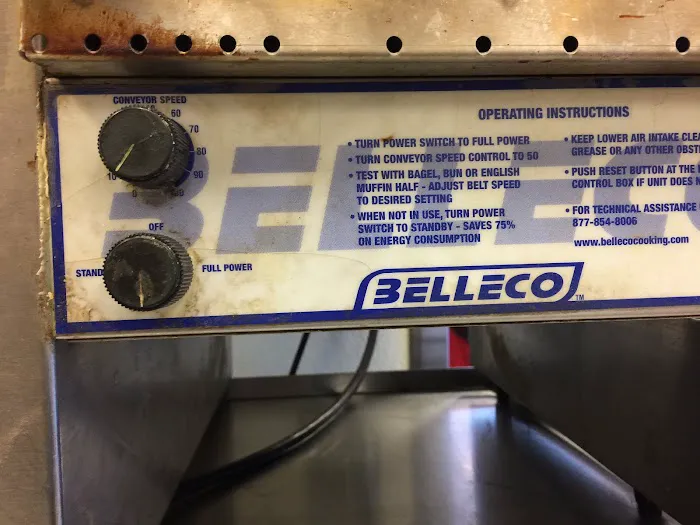 CONVEYOR SPEED
60
70
80
10
90
0
100
OFF
STAND
FULL POWER
OPERATING INSTRUCTIONS
• TURN POWER SWITCH TO FULL POWER
• TURN CONVEYOR SPEED CONTROL TO 50
• TEST WITH BAGEL, BUN OR ENGLISH
MUFFIN HALF - ADJUST BELT SPEED
TO DESIRED SETTING
• WHEN NOT IN USE, TURN POWER
SWITCH TO STANDBY - SAVES 75%
ON ENERGY CONSUMPTION
• KEEP LOWER AIR INTAKE CLEA
GREASE OR ANY OTHER OBST
• PUSH RESET BUTTON AT THE
CONTROL BOX IF UNIT DOES N
• FOR TECHNICAL ASSISTANCE
877-854-8006
www.bellecocooking.com
BELLECO
BELLECO TM